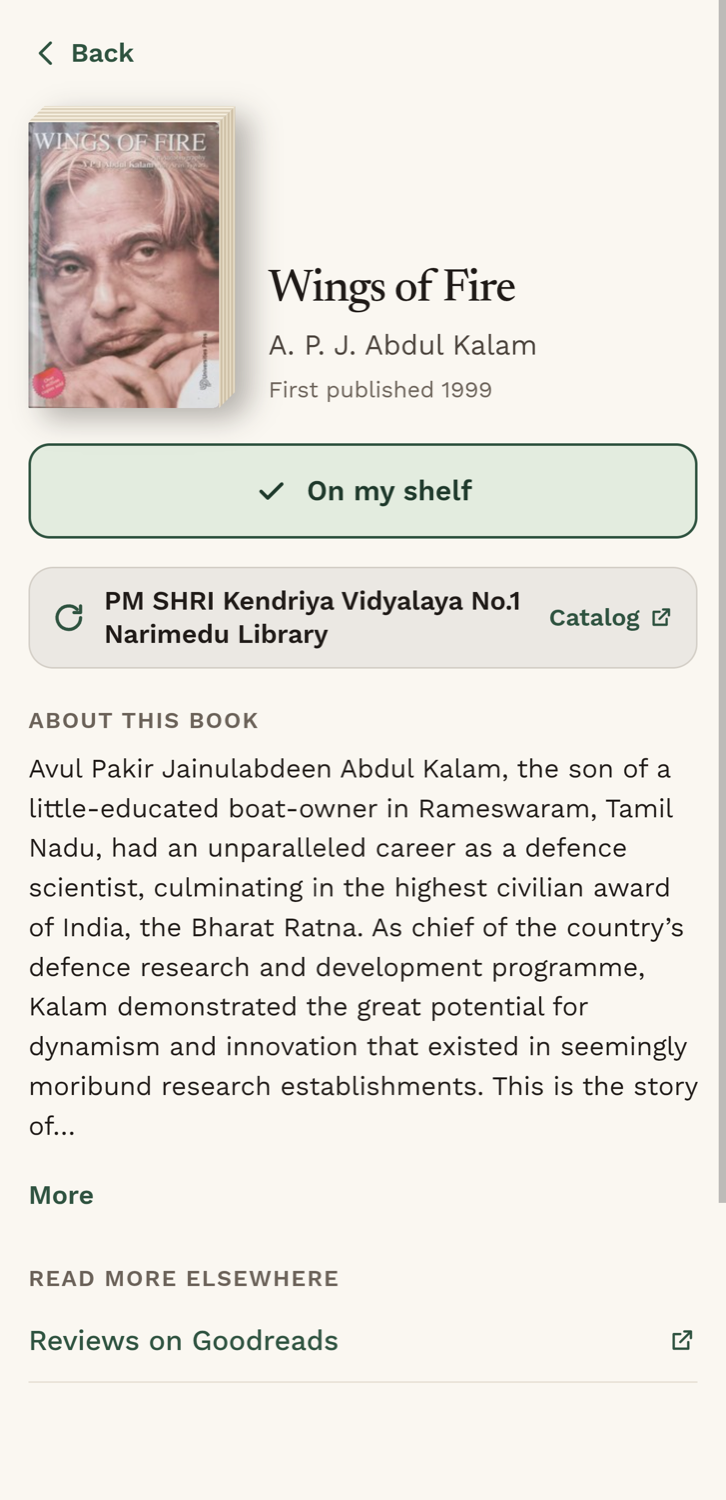 Back
WINGS OF FIRE
A P J Abdul Kalam
Wings of Fire
A. P. J. Abdul Kalam
First published 1999
On my shelf
PM SHRI Kendriya Vidyalaya No.1
Narimedu Library
Catalog
ABOUT THIS BOOK
Avul Pakir Jainulabdeen Abdul Kalam, the son of a
little-educated boat-owner in Rameswaram, Tamil
Nadu, had an unparalleled career as a defence
scientist, culminating in the highest civilian award
of India, the Bharat Ratna. As chief of the country’s
defence research and development programme,
Kalam demonstrated the great potential for
dynamism and innovation that existed in seemingly
moribund research establishments. This is the story
of...
More
READ MORE ELSEWHERE
Reviews on Goodreads